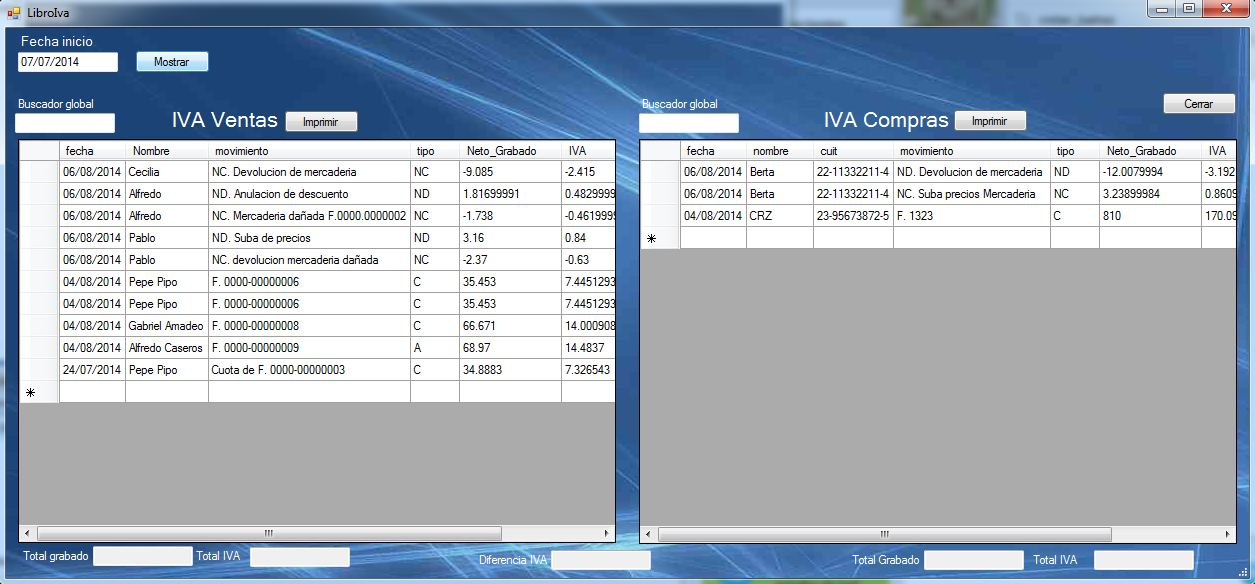 LibroIva
Fecha inicio
07/07/2014 Mostrar
Cerrar
Buscador global
IVA Ventas Imprimir
fecha Nombre movimiento tipo Neto_Grabado IVA
06/08/2014 Cecilia NC. Devolucion de mercaderia NC -9.085 -2.415
06/08/2014 Alfredo ND. Anulacion de descuento ND 1.81699991 0.4829999
06/08/2014 Alfredo NC. Mercaderia dañada F.0000.0000002 NC -1.738 -0.461999
06/08/2014 Pablo ND. Suba de precios ND 3.16 0.84
06/08/2014 Pablo NC. devolucion mercaderia dañada NC -2.37 -0.63
04/08/2014 Pepe Pipo F. 0000-00000006 C 35.453 7.4451293
04/08/2014 Pepe Pipo F. 0000-00000006 C 35.453 7.4451293
04/08/2014 Gabriel Amadeo F. 0000-00000008 C 66.671 14.000908
04/08/2014 Alfredo Caseros F. 0000-00000009 A 68.97 14.4837
24/07/2014 Pepe Pipo Cuota de F. 0000-00000003 C 34.8883 7.326543
Total grabado Total IVA
Diferencia IVA
Buscador global
IVA Compras Imprimir
fecha nombre cuit movimiento tipo Neto_Grabado IVA
06/08/2014 Berta 22-11332211-4 ND. Devolucion de mercaderia ND -12.0079994 -3.192
06/08/2014 Berta 22-11332211-4 NC. Suba precios Mercaderia NC 3.23899984 0.8609
04/08/2014 CRZ 23-95673872-5 F. 1323 C 810 170.09
Total Grabado Total IVA